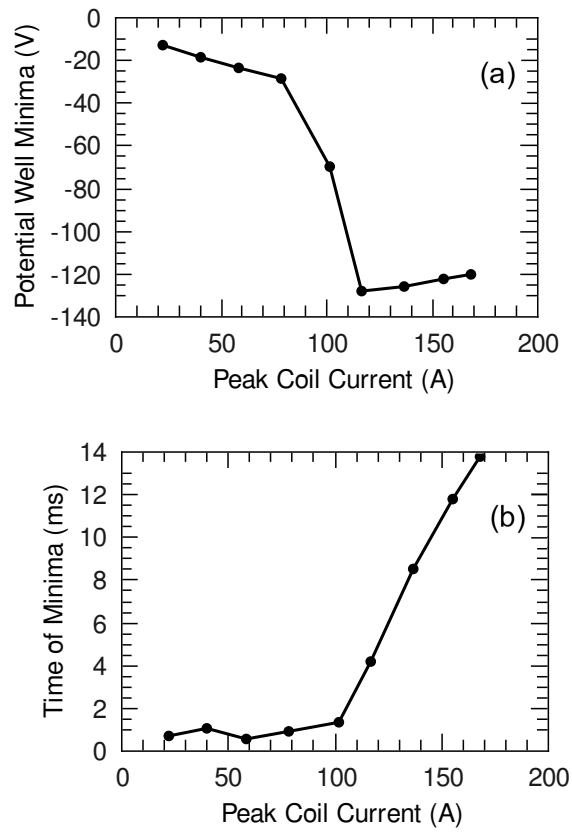 0
-20
-40
-60
-80
-100
-120
-140
Potential Well Minima (V)
(a)
0 50 100 150 200
Peak Coil Current (A)
14
12
10
8
6
4
2
0
Time of Minima (ms)
(b)
0 50 100 150 200
Peak Coil Current (A)